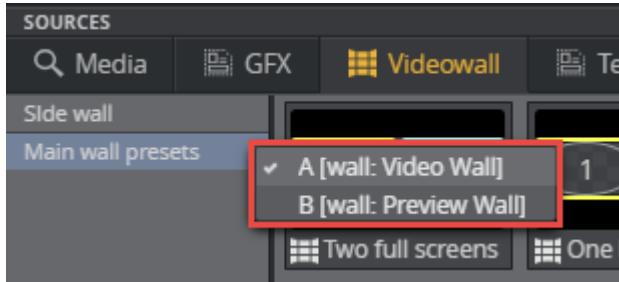 SOURCES
Media GFX Videowall Te
SIde wall
Main wall presets
✓ A [wall: Video Wall]
B [wall: Preview Wall]
1
Two full screens One